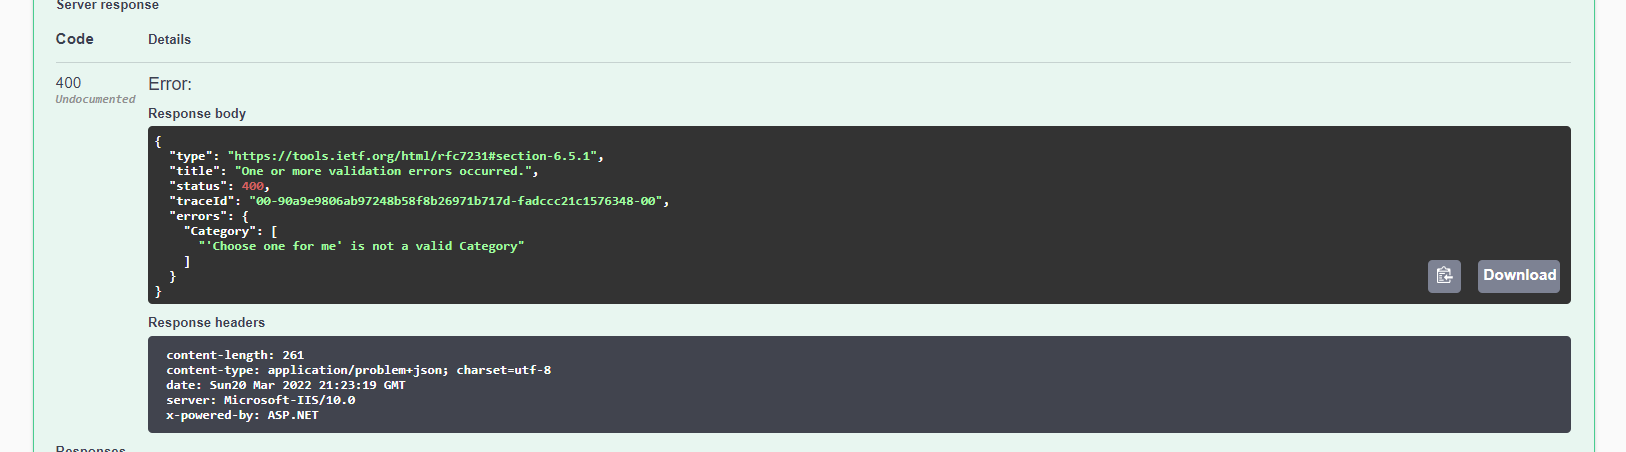 Server response
Code Details
400 Error:
Undocumented
Response body
{
  "type": "https://tools.ietf.org/html/rfc7231#section-6.5.1",
  "title": "One or more validation errors occurred.",
  "status": 400,
  "traceId": "00-90a9e9806ab97248b58f8b26971b717d-fadccc21c1576348-00",
  "errors": {
    "Category": [
      "'Choose one for me' is not a valid Category"
    ]
  }
}
Download
Response headers
content-length: 261
content-type: application/problem+json; charset=utf-8
date: Sun20 Mar 2022 21:23:19 GMT
server: Microsoft-IIS/10.0
x-powered-by: ASP.NET
Responses